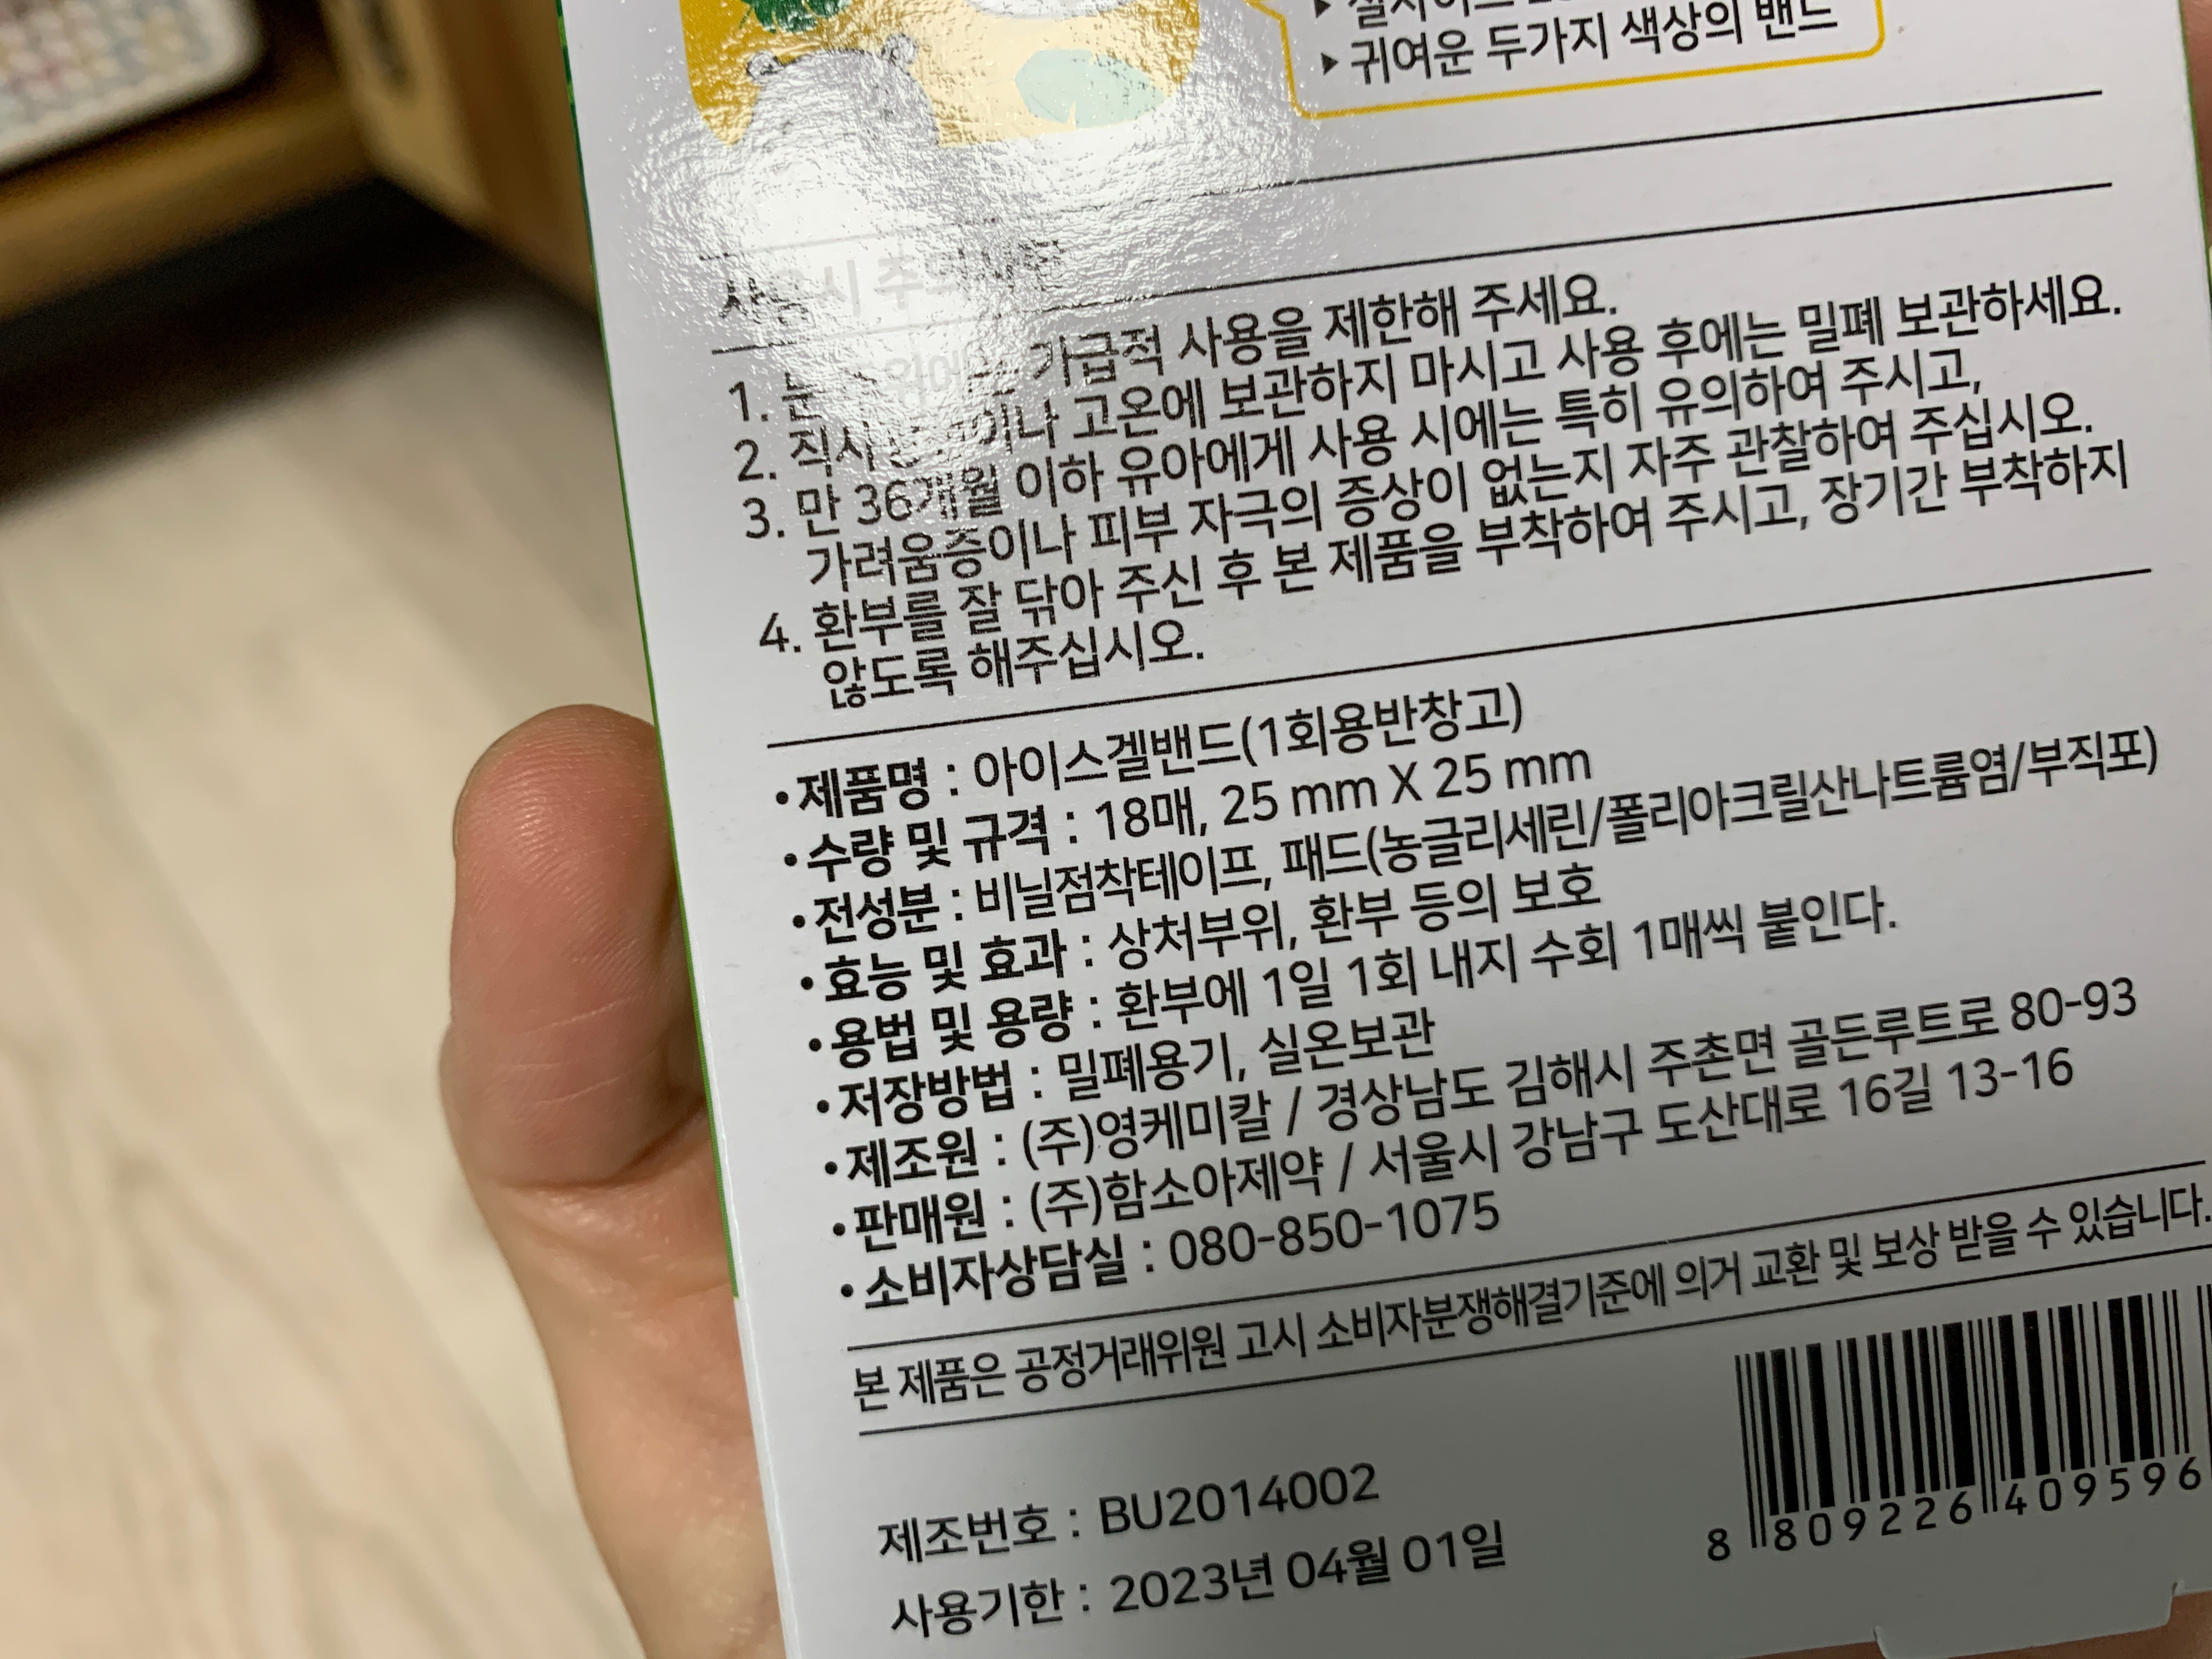 ▸ 귀여운 두가지 색상의 밴드
사용시 주의사항
1. 눈 가급적 사용을 제한해 주세요.
2. 고온에 보관하지 마시고 사용 후에는 밀폐 보관하세요.
3. 만 36개월 이하 유아에게 사용 시에는 특히 유의하여 주시고,
가려움증이나 피부 자극의 증상이 없는지 자주 관찰하여 주십시오.
4. 환부를 잘 닦아 주신 후 본 제품을 부착하여 주시고, 장기간 부착하지
않도록 해주십시오.
•제품명 : 아이스겔밴드(1회용반창고)
•수량 및 규격 : 18매, 25 mm X 25 mm
•전성분 : 비닐점착테이프, 패드(농글리세린/폴리아크릴산나트륨염/부직포)
•효능 및 효과 : 상처부위, 환부 등의 보호
•용법 및 용량 : 환부에 1일 1회 내지 수회 1매씩 붙인다.
•저장방법 : 밀폐용기, 실온보관
•제조원 : (주)영케미칼 / 경상남도 김해시 주촌면 골든루트로 80-93
•판매원 : (주)함소아제약 / 서울시 강남구 도산대로 16길 13-16
•소비자상담실 : 080-850-1075
본 제품은 공정거래위원 고시 소비자분쟁해결기준에 의거 교환 및 보상 받을 수 있습니다.
제조번호 : BU2014002
사용기한 : 2023년 04월 01일
8 809226 409596